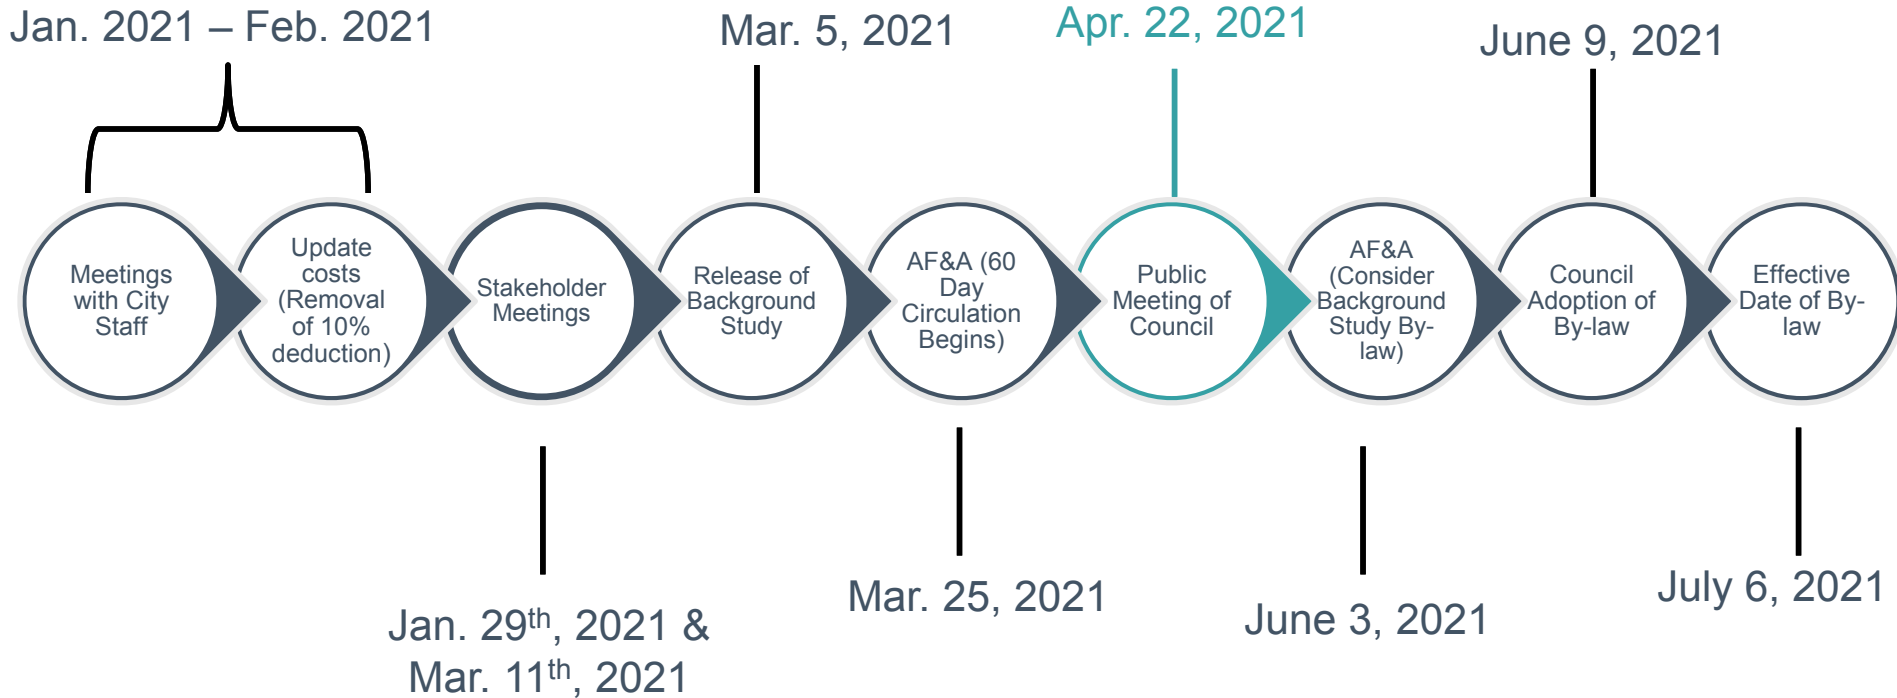 Jan. 2021 – Feb. 2021
Mar. 5, 2021
Apr. 22, 2021
June 9, 2021
Meetings
with City
Staff
Update
costs
(Removal
of 10%
deduction)
Stakeholder
Meetings
Release of
Background
Study
AF&A (60
Day
Circulation
Begins)
Public
Meeting of
Council
AF&A
(Consider
Background
Study By-
law)
Council
Adoption of
By-law
Effective
Date of By-
law
Jan. 29th, 2021 &
Mar. 11th, 2021
Mar. 25, 2021
June 3, 2021
July 6, 2021